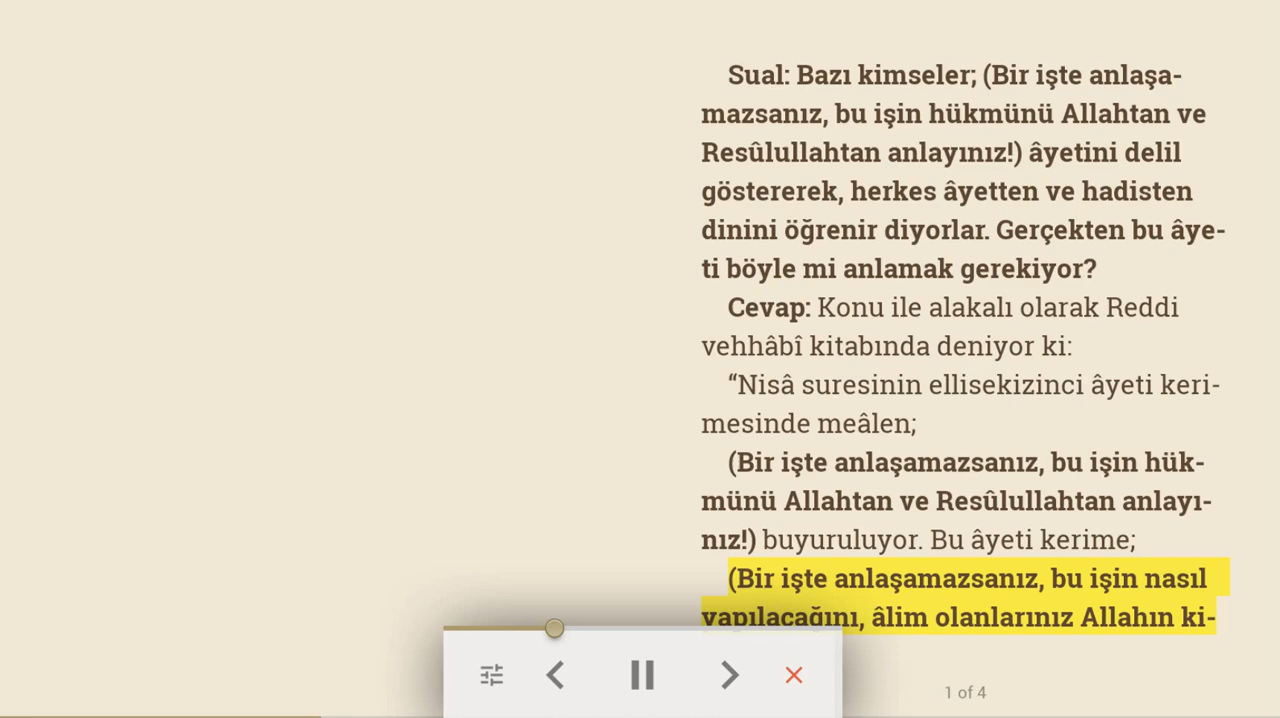 Sual: Bazı kimseler; (Bir işte anlaşa-
mazsanız, bu işin hükmünü Allahtan ve
Resûlullahtan anlayınız!) âyetini delil
göstererek, herkes âyetten ve hadisten
dinini öğrenir diyorlar. Gerçekten bu âye-
ti böyle mi anlamak gerekiyor?
Cevap: Konu ile alakalı olarak Reddi
vehhâbî kitabında deniyor ki:
“Nisâ suresinin ellisekizinci âyeti keri-
mesinde meâlen;
(Bir işte anlaşamazsanız, bu işin hük-
münü Allahtan ve Resûlullahtan anlayı-
nız!) buyuruluyor. Bu âyeti kerime;
(Bir işte anlaşamazsanız, bu işin nasıl
yapılacağını, âlim olanlarınız Allahın ki-
1 of 4